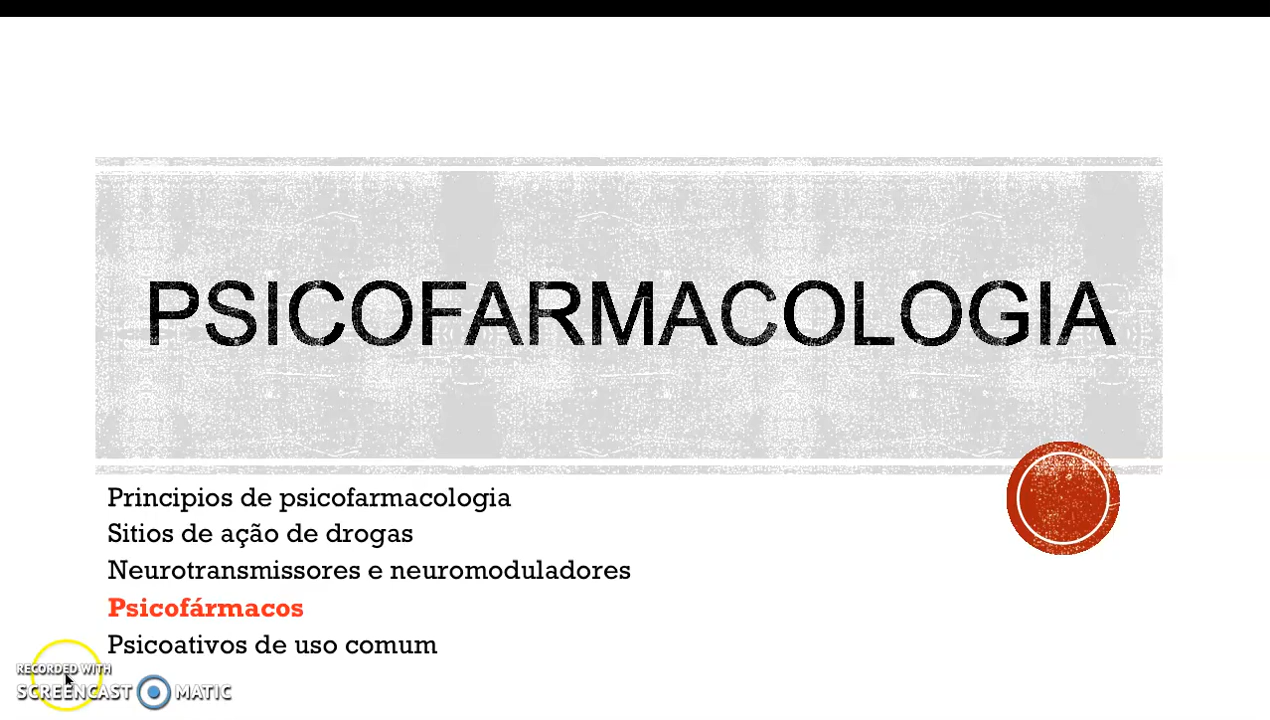 PSICOFARMACOLOGIA
Principios de psicofarmacologia
Sitios de ação de drogas
Neurotransmissores e neuromoduladores
Psicofármacos
Psicoativos de uso comum
RECORDED WITH
SCREENCAST MATIC